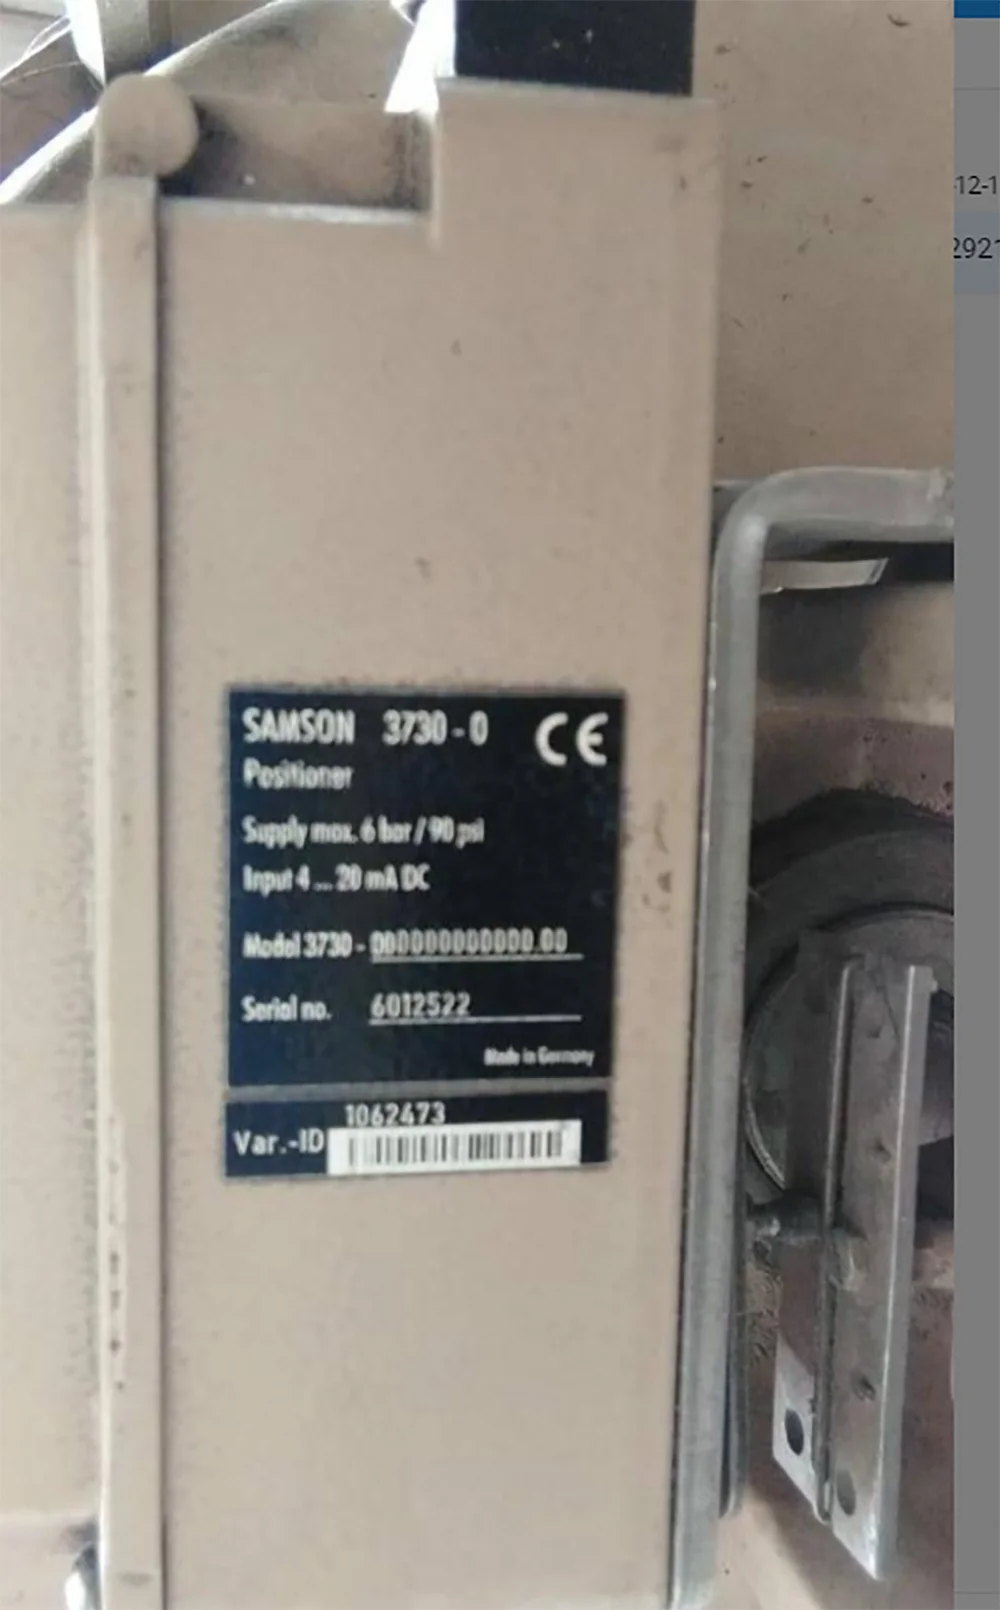 SAMSON 3730-0 CE
Positioner
Supply max. 6 bar / 90 psi
Input 4 ... 20 mA DC
Model 3730 - 000000000000.00
Serial no. 6012522
Made in Germany
1062473
Var.-ID
-12-1
2921